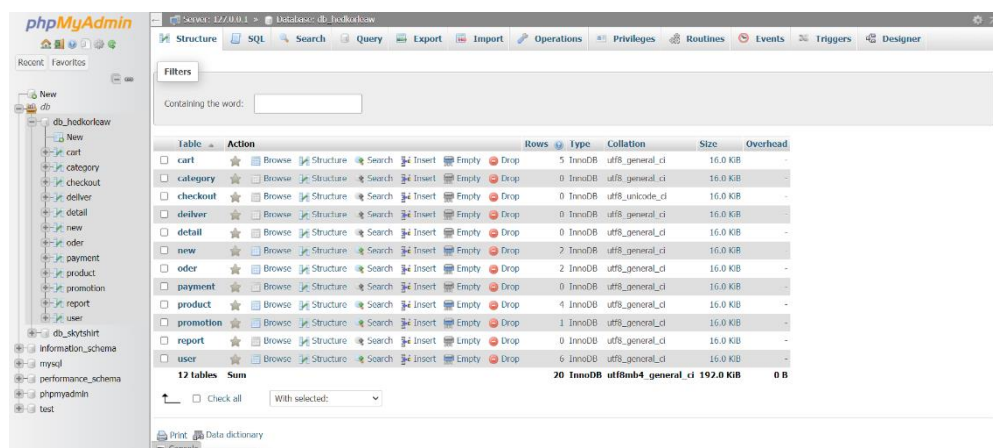 phpMyAdmin
Recent Favorites
New
db
db_hedkorleaw
New
cart
category
checkout
deilver
detail
new
oder
payment
product
promotion
report
user
db_skytshirt
information_schema
mysql
performance_schema
phpmyadmin
test
Server: 127.0.0.1 » Database: db_hedkorleaw
Structure SQL Search Query Export Import Operations Privileges Routines Events Triggers Designer
Filters
Containing the word:
Table Action Rows Type Collation Size Overhead
cart Browse Structure Search Insert Empty Drop 5 InnoDB utf8_general_ci 16.0 KiB -
category Browse Structure Search Insert Empty Drop 0 InnoDB utf8_general_ci 16.0 KiB -
checkout Browse Structure Search Insert Empty Drop 0 InnoDB utf8_unicode_ci 16.0 KiB -
deilver Browse Structure Search Insert Empty Drop 0 InnoDB utf8_general_ci 16.0 KiB -
detail Browse Structure Search Insert Empty Drop 0 InnoDB utf8_general_ci 16.0 KiB -
new Browse Structure Search Insert Empty Drop 2 InnoDB utf8_general_ci 16.0 KiB -
oder Browse Structure Search Insert Empty Drop 2 InnoDB utf8_general_ci 16.0 KiB -
payment Browse Structure Search Insert Empty Drop 0 InnoDB utf8_general_ci 16.0 KiB -
product Browse Structure Search Insert Empty Drop 4 InnoDB utf8_general_ci 16.0 KiB -
promotion Browse Structure Search Insert Empty Drop 1 InnoDB utf8_general_ci 16.0 KiB -
report Browse Structure Search Insert Empty Drop 0 InnoDB utf8_general_ci 16.0 KiB -
user Browse Structure Search Insert Empty Drop 6 InnoDB utf8_general_ci 16.0 KiB -
12 tables Sum 20 InnoDB utf8mb4_general_ci 192.0 KiB 0 B
Check all With selected:
Print Data dictionary
Console